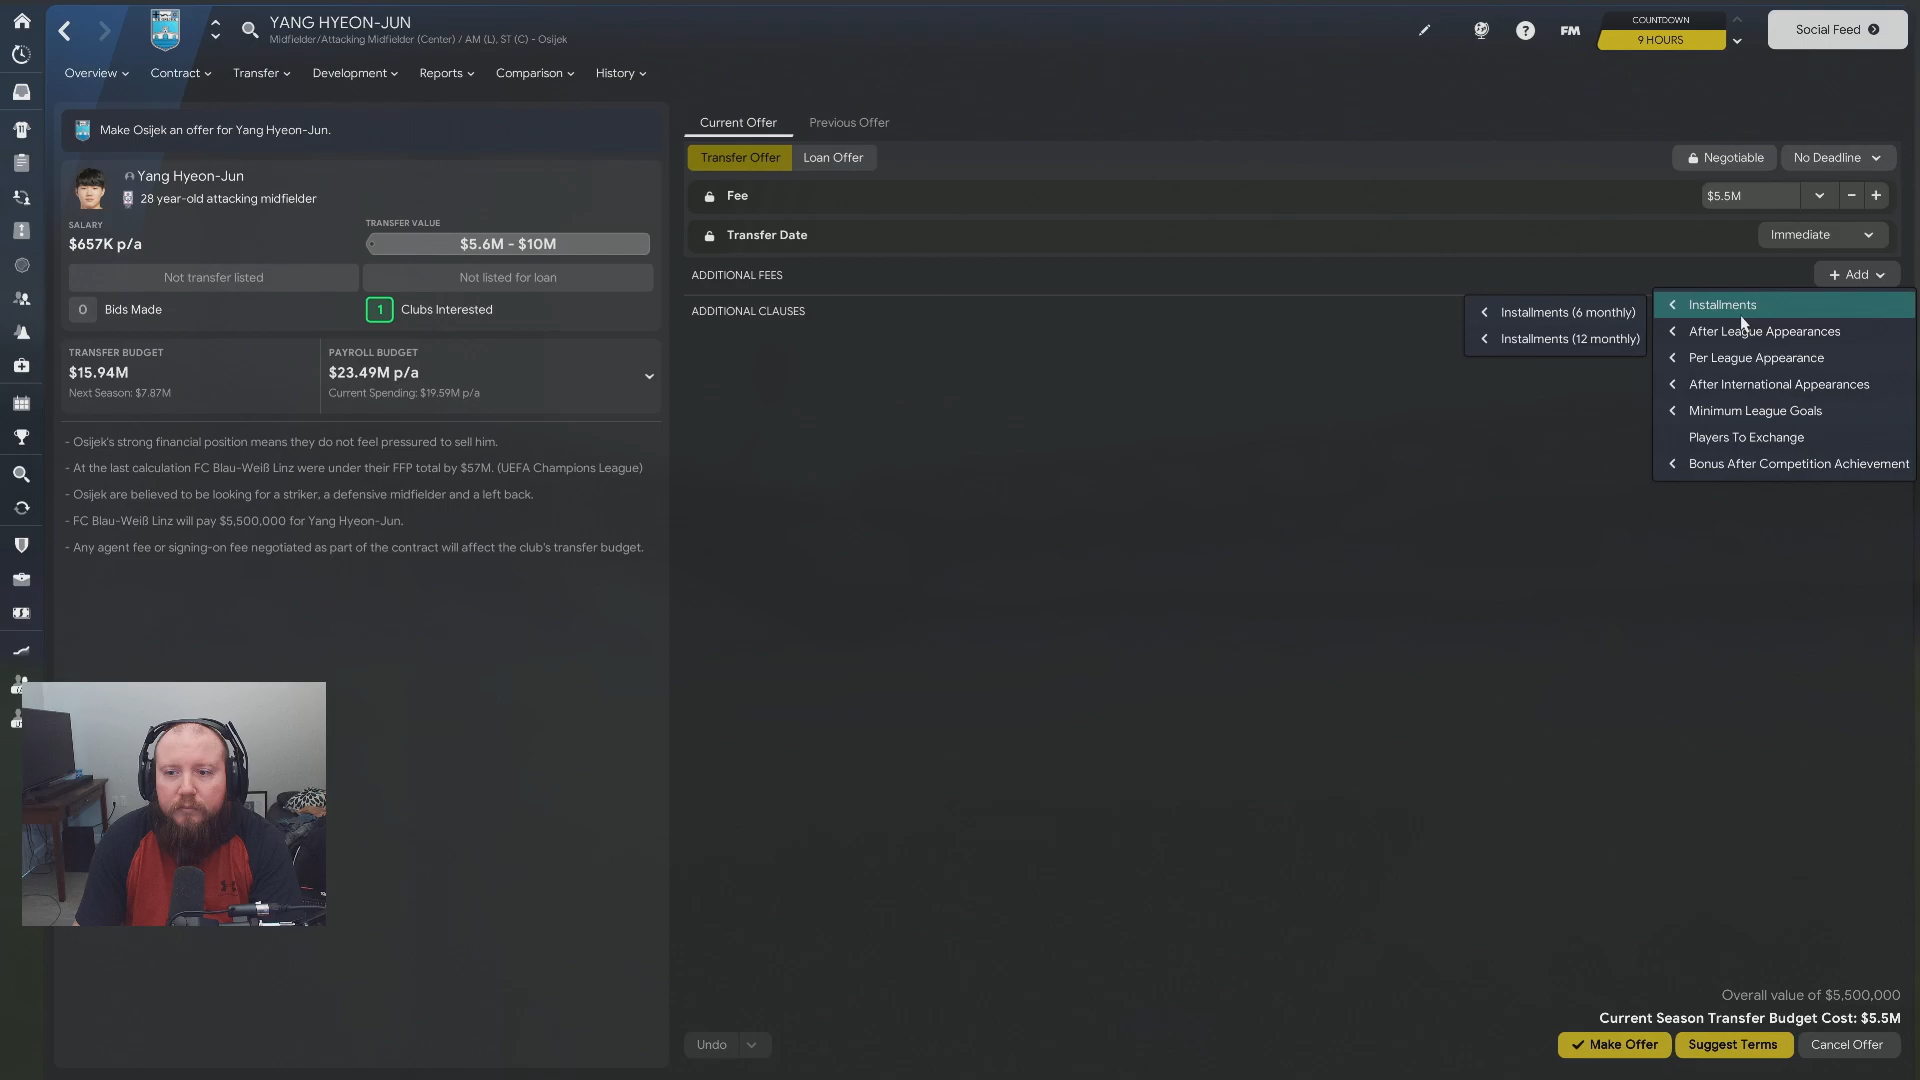 YANG HYEON-JUN
Midfielder/Attacking Midfielder (Center) / AM (L), ST (C) - Osijek
FM
COUNTDOWN
9 HOURS
Social Feed
Overview
Contract
Transfer
Development
Reports
Comparison
History
Make Osijek an offer for Yang Hyeon-Jun.
Yang Hyeon-Jun
28 year-old attacking midfielder
SALARY
$657K p/a
TRANSFER VALUE
$5.6M - $10M
Not transfer listed
Not listed for loan
0 Bids Made
1 Clubs Interested
TRANSFER BUDGET
$15.94M
Next Season: $7.87M
PAYROLL BUDGET
$23.49M p/a
Current Spending: $19.59M p/a
- Osijek's strong financial position means they do not feel pressured to sell him.
- At the last calculation FC Blau-Weiß Linz were under their FFP total by $57M. (UEFA Champions League)
- Osijek are believed to be looking for a striker, a defensive midfielder and a left back.
- FC Blau-Weiß Linz will pay $5,500,000 for Yang Hyeon-Jun.
- Any agent fee or signing-on fee negotiated as part of the contract will affect the club's transfer budget.
Current Offer
Previous Offer
Transfer Offer
Loan Offer
Negotiable
No Deadline
Fee
$5.5M
Transfer Date
Immediate
ADDITIONAL FEES
+ Add
ADDITIONAL CLAUSES
Installments (6 monthly)
Installments (12 monthly)
Installments
After League Appearances
Per League Appearance
After International Appearances
Minimum League Goals
Players To Exchange
Bonus After Competition Achievement
Overall value of $5,500,000
Current Season Transfer Budget Cost: $5.5M
Undo
Make Offer
Suggest Terms
Cancel Offer